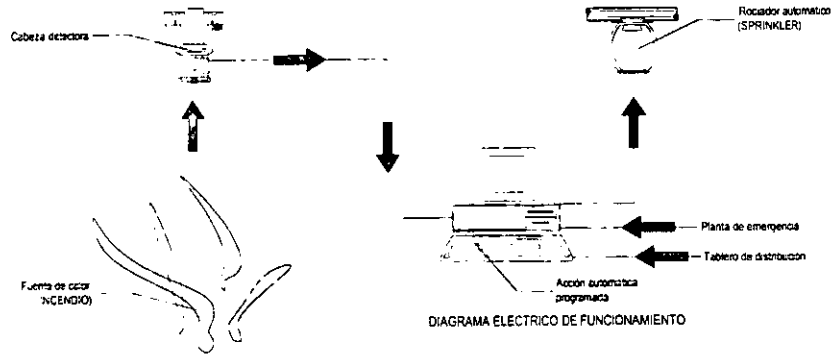 Cabeza detectora
Rociador automático
(SPRINKLER)
Fuente de calor
INCENDIO)
Planta de emergencia
Tablero de distribución
Acción automatica
programada
DIAGRAMA ELECTRICO DE FUNCIONAMIENTO